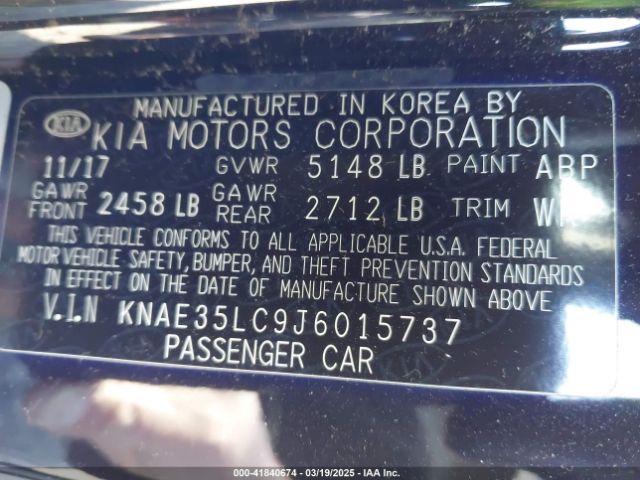 MANUFACTURED IN KOREA BY
KIA KIA MOTORS CORPORATION
11/17 GVWR 5148 LB PAINT ABP
GAWR FRONT 2458 LB GAWR REAR 2712 LB TRIM
THIS VEHICLE CONFORMS TO ALL APPLICABLE U.S.A. FEDERAL
MOTOR VEHICLE SAFETY, BUMPER, AND THEFT PREVENTION STANDARDS
IN EFFECT ON THE DATE OF MANUFACTURE SHOWN ABOVE
V.I.N KNAE35LC9J6015737
PASSENGER CAR
000-41840674 — 03/19/2025 — IAA Inc.